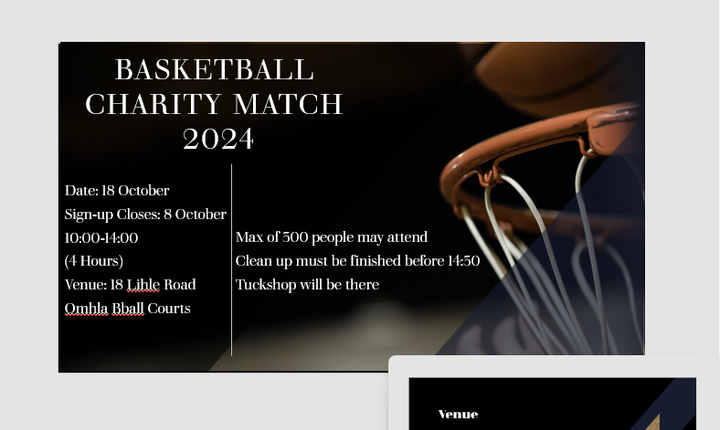 BASKETBALL
CHARITY MATCH
2024
Date: 18 October
Sign-up Closes: 8 October
10:00-14:00
(4 Hours)
Venue: 18 Lihle Road
Ombla Bball Courts
Max of 300 people may attend
Clean up must be finished before 14:30
Tuckshop will be there
Venue